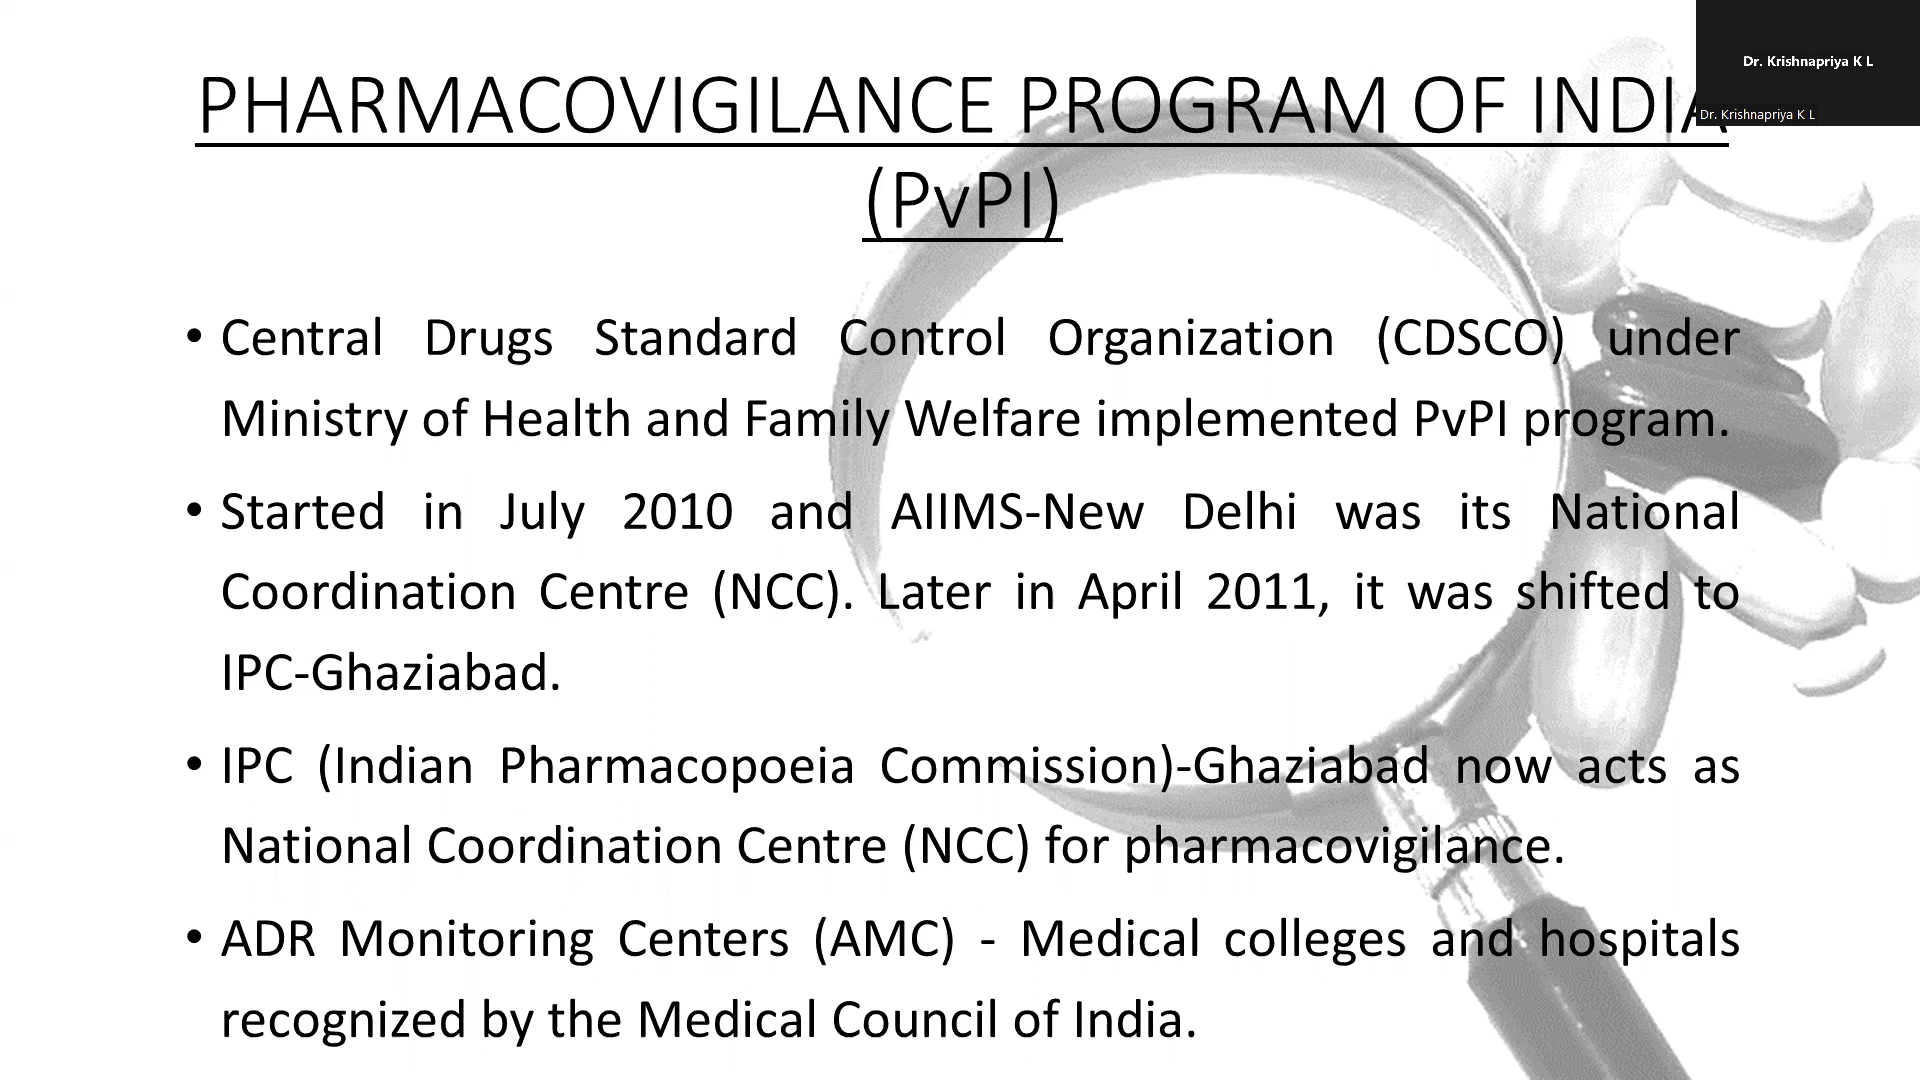 PHARMACOVIGILANCE PROGRAM OF INDIA
(PvPI)
Dr. Krishnapriya K L
Dr. Krishnapriya K L
• Central Drugs Standard Control Organization (CDSCO) under
Ministry of Health and Family Welfare implemented PvPI program.
• Started in July 2010 and AIIMS-New Delhi was its National
Coordination Centre (NCC). Later in April 2011, it was shifted to
IPC-Ghaziabad.
• IPC (Indian Pharmacopoeia Commission)-Ghaziabad now acts as
National Coordination Centre (NCC) for pharmacovigilance.
• ADR Monitoring Centers (AMC) - Medical colleges and hospitals
recognized by the Medical Council of India.